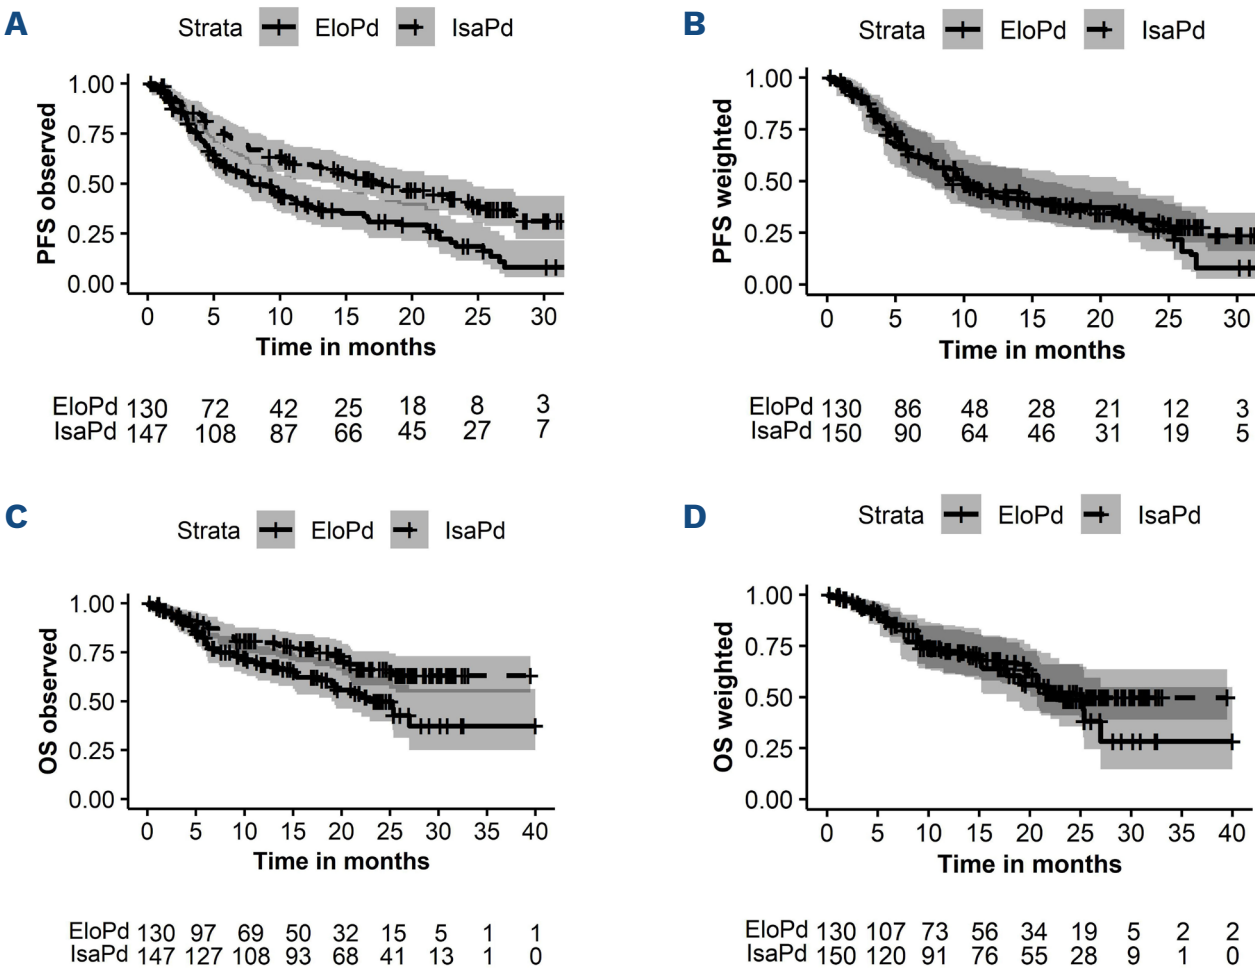 A
Strata EloPd IsaPd
PFS observed
1.00
0.75
0.50
0.25
0.00
0 5 10 15 20 25 30
Time in months
EloPd 130 72 42 25 18 8 3
IsaPd 147 108 87 66 45 27 7
B
Strata EloPd IsaPd
PFS weighted
1.00
0.75
0.50
0.25
0.00
0 5 10 15 20 25 30
Time in months
EloPd 130 86 48 28 21 12 3
IsaPd 150 90 64 46 31 19 5
C
Strata EloPd IsaPd
OS observed
1.00
0.75
0.50
0.25
0.00
0 5 10 15 20 25 30 35 40
Time in months
EloPd 130 97 69 50 32 15 5 1 1
IsaPd 147 127 108 93 68 41 13 1 0
D
Strata EloPd IsaPd
OS weighted
1.00
0.75
0.50
0.25
0.00
0 5 10 15 20 25 30 35 40
Time in months
EloPd 130 107 73 56 34 19 5 2 2
IsaPd 150 120 91 76 55 28 9 1 0